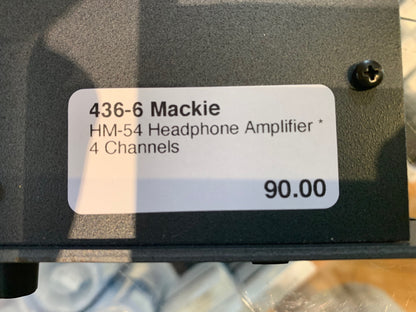 436-6 Mackie
HM-54 Headphone Amplifier *
4 Channels
90.00